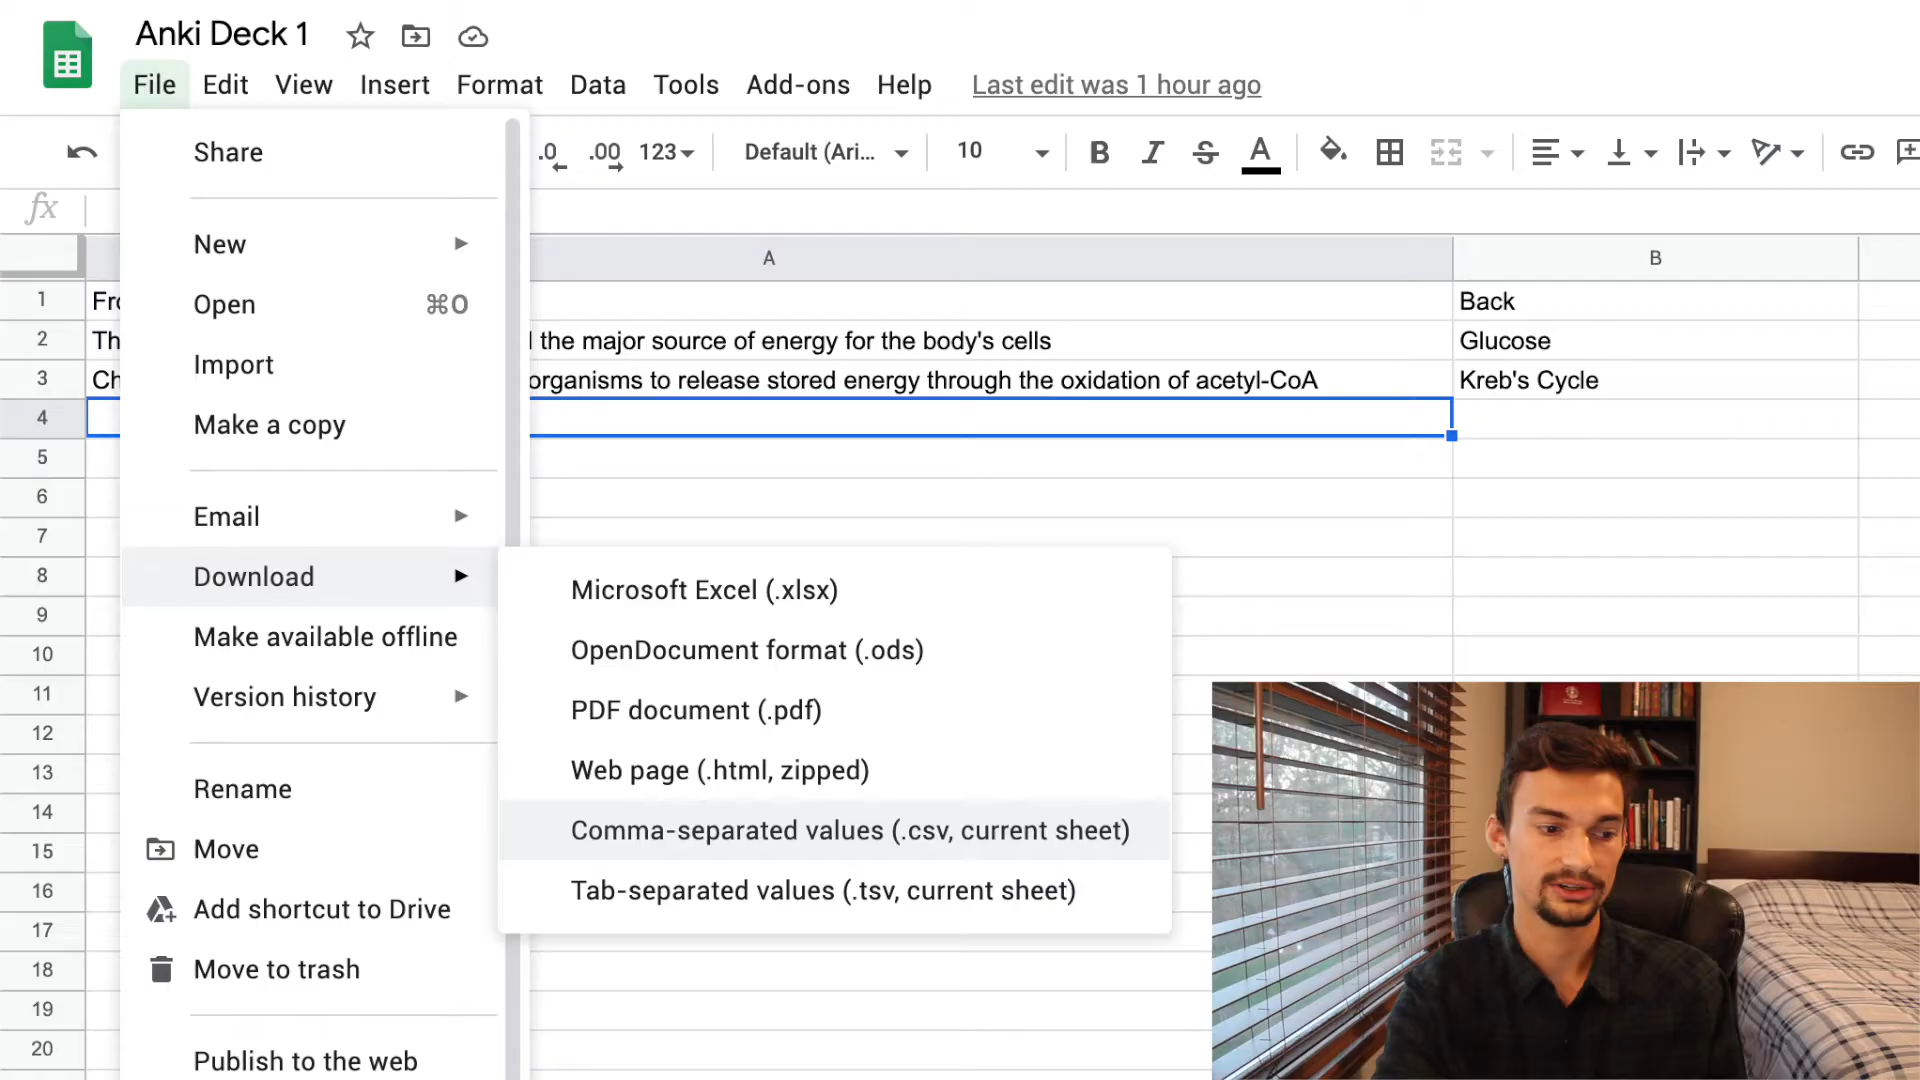 Anki Deck 1
File Edit View Insert Format Data Tools Add-ons Help Last edit was 1 hour ago
.0 .00 123 Default (Ari... 10 B I S A
fx
A B
1 Fro Back
2 Th the major source of energy for the body's cells Glucose
3 Ch organisms to release stored energy through the oxidation of acetyl-CoA Kreb's Cycle
4
5
6
7
8
9
10
11
12
13
14
15
16
17
18
19
20
Share
New
Open ⌘O
Import
Make a copy
Email
Download
Make available offline
Version history
Rename
Move
Add shortcut to Drive
Move to trash
Publish to the web
Microsoft Excel (.xlsx)
OpenDocument format (.ods)
PDF document (.pdf)
Web page (.html, zipped)
Comma-separated values (.csv, current sheet)
Tab-separated values (.tsv, current sheet)